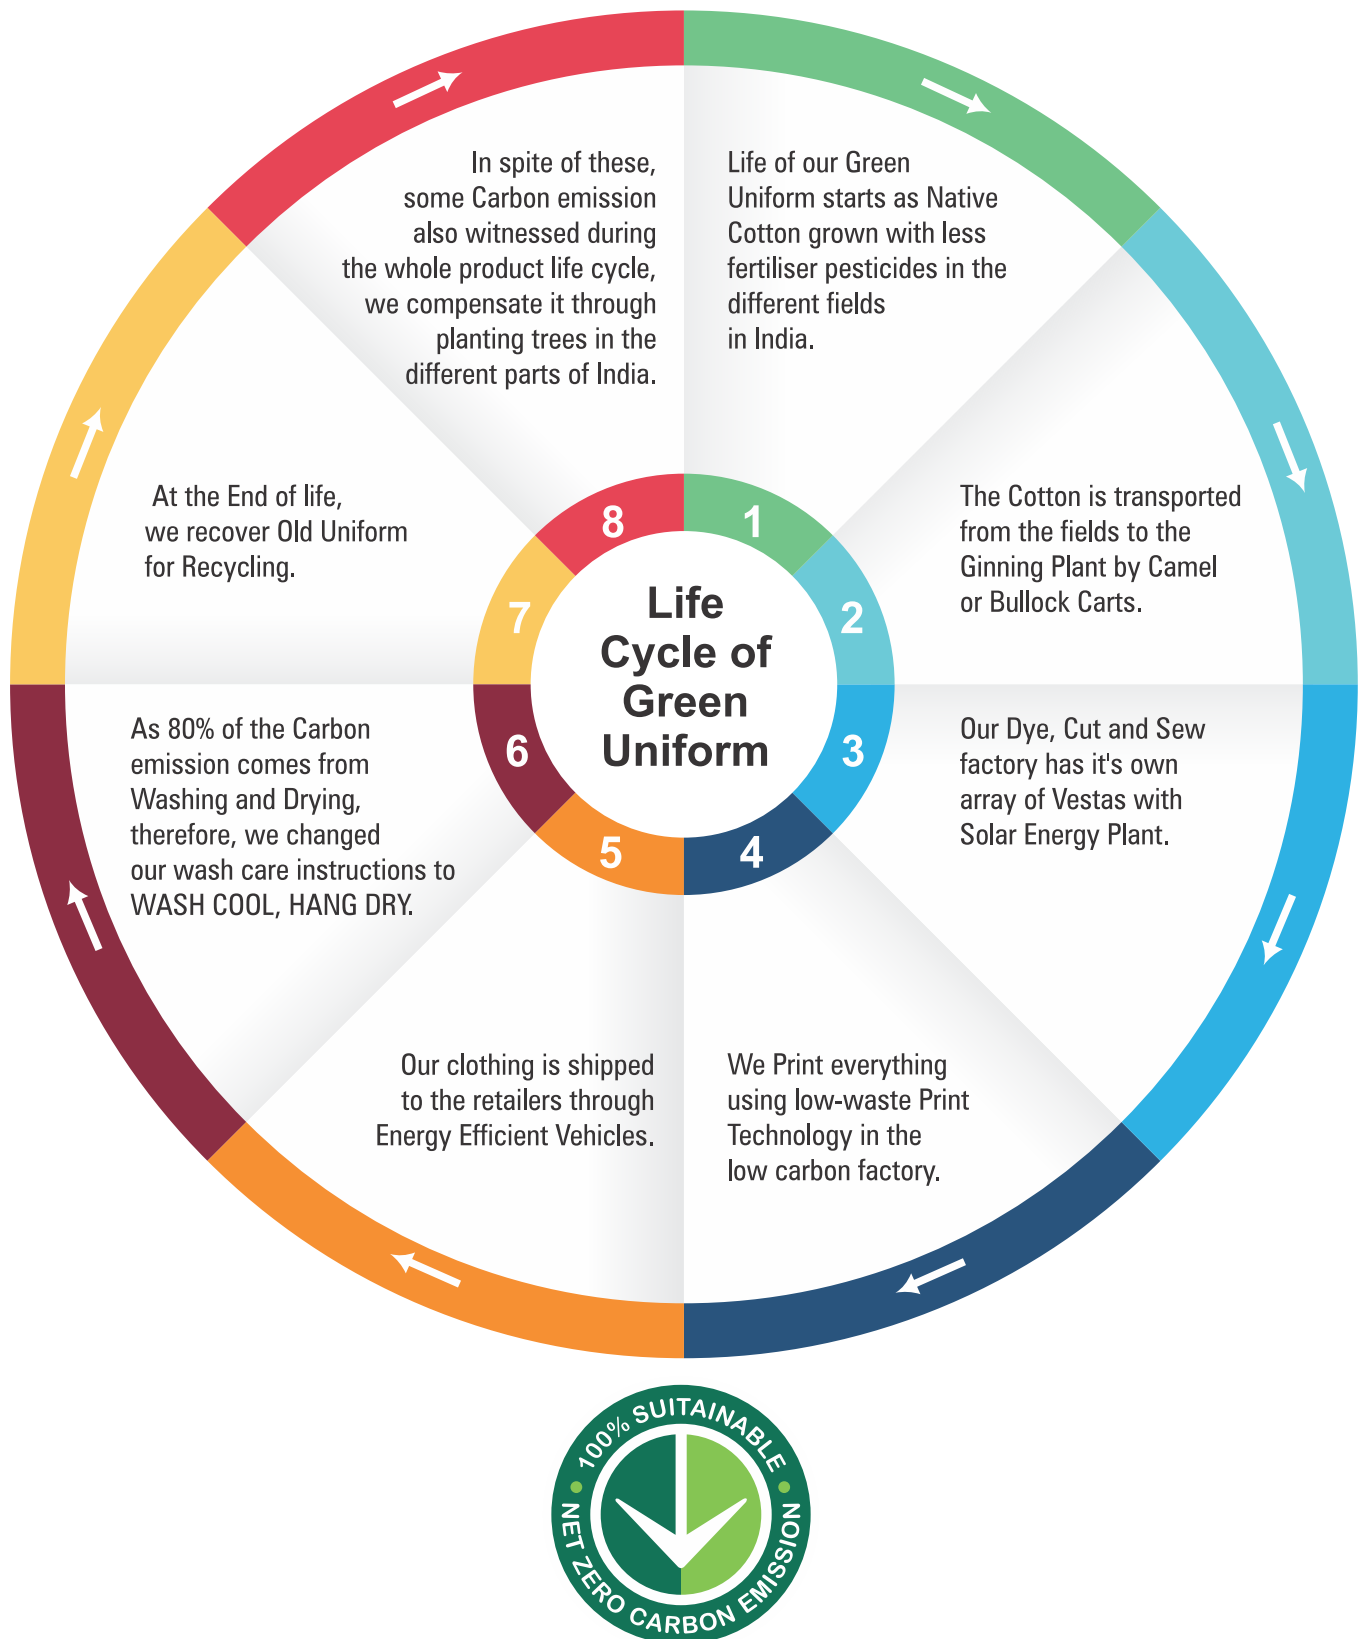 Life
Cycle of
Green
Uniform
1
Life of our Green
Uniform starts as Native
Cotton grown with less
fertiliser pesticides in the
different fields
in India.
2
The Cotton is transported
from the fields to the
Ginning Plant by Camel
or Bullock Carts.
3
Our Dye, Cut and Sew
factory has it's own
array of Vestas with
Solar Energy Plant.
4
We Print everything
using low-waste Print
Technology in the
low carbon factory.
5
Our clothing is shipped
to the retailers through
Energy Efficient Vehicles.
6
As 80% of the Carbon
emission comes from
Washing and Drying,
therefore, we changed
our wash care instructions to
WASH COOL, HANG DRY.
7
At the End of life,
we recover Old Uniform
for Recycling.
8
In spite of these,
some Carbon emission
also witnessed during
the whole product life cycle,
we compensate it through
planting trees in the
different parts of India.
100% SUITAINABLE
NET ZERO CARBON EMISSION